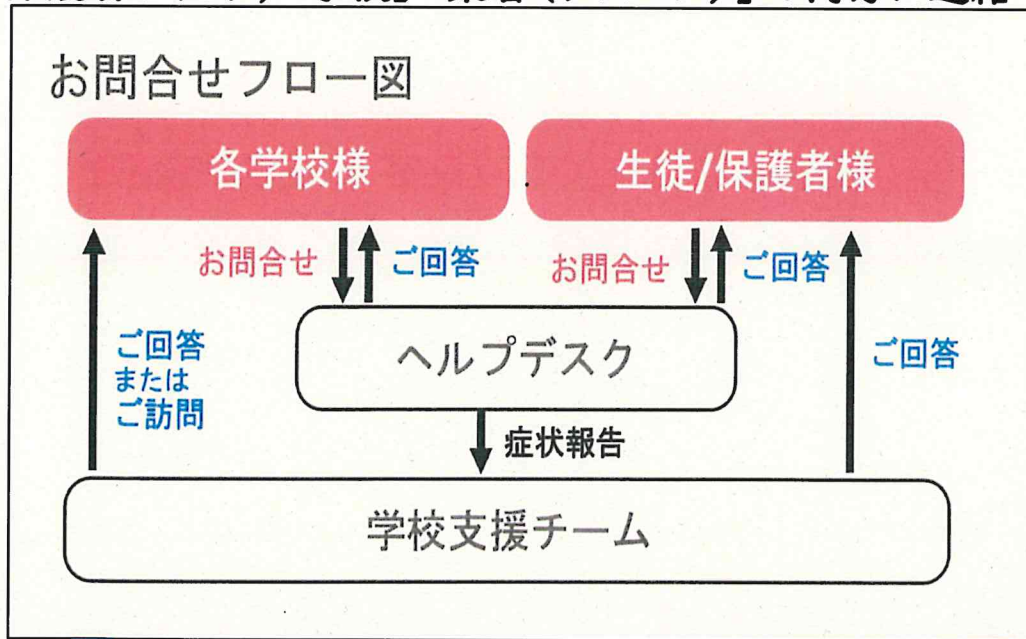 お問合せフロー図
各学校様
生徒/保護者様
お問合せ
ご回答
お問合せ
ご回答
ご回答
または
ご訪問
ヘルプデスク
ご回答
症状報告
学校支援チーム